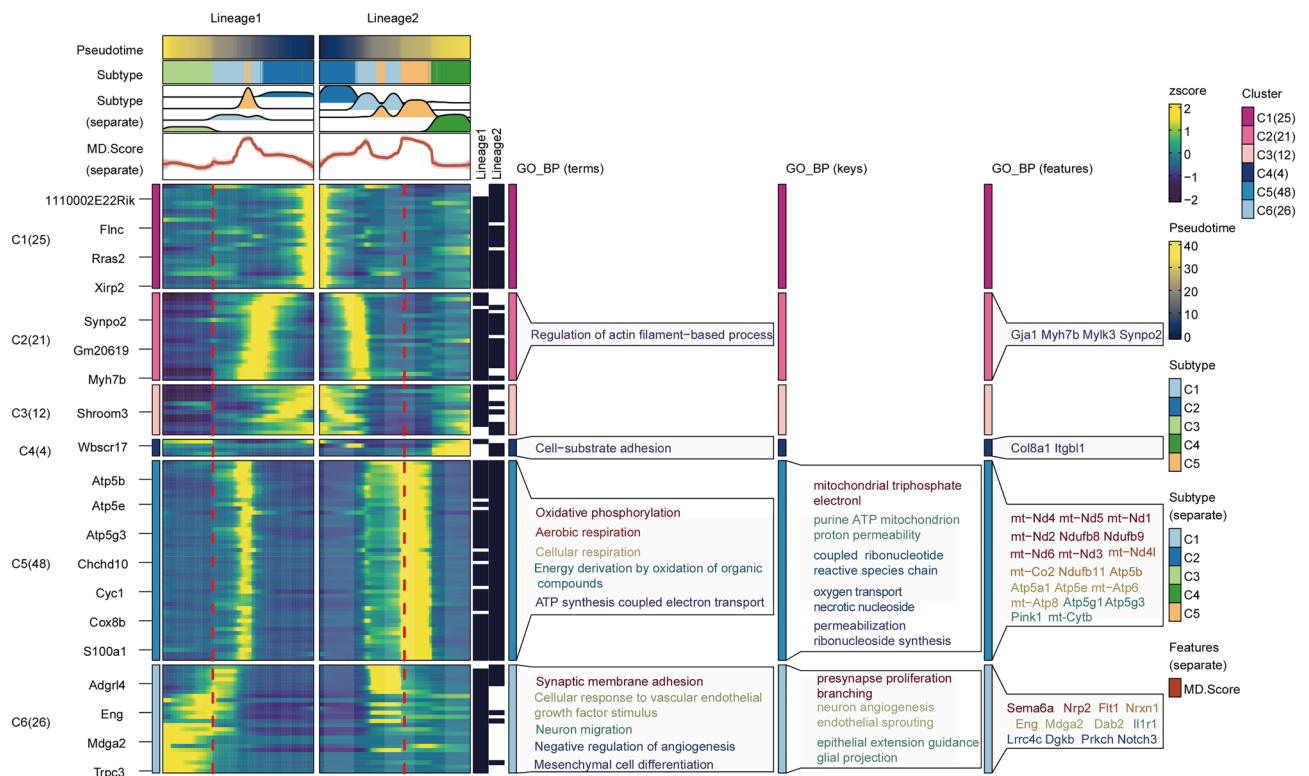 Lineage1
Lineage2
Pseudotime
Subtype
Subtype
(separate)
MD.Score
(separate)
Lineage1
Lineage2
GO_BP (terms)
GO_BP (keys)
GO_BP (features)
C1(25)
1110002E22Rik
Flnc
Rras2
Xirp2
C2(21)
Synpo2
Gm20619
Myh7b
Regulation of actin filament−based process
Gja1 Myh7b Mylk3 Synpo2
C3(12)
Shroom3
C4(4)
Wbscr17
Cell−substrate adhesion
Col8a1 Itgbl1
C5(48)
Atp5b
Atp5e
Atp5g3
Chchd10
Cyc1
Cox8b
S100a1
Oxidative phosphorylation
Aerobic respiration
Cellular respiration
Energy derivation by oxidation of organic
compounds
ATP synthesis coupled electron transport
mitochondrial triphosphate
electronl
purine ATP mitochondrion
proton permeability
coupled ribonucleotide
reactive species chain
oxygen transport
necrotic nucleoside
permeabilization
ribonucleoside synthesis
mt−Nd4 mt−Nd5 mt−Nd1
mt−Nd2 Ndufb8 Ndufb9
mt−Nd6 mt−Nd3 mt−Nd4l
mt−Co2 Ndufb11 Atp5b
Atp5a1 Atp5e mt−Atp6
mt−Atp8 Atp5g1 Atp5g3
Pink1 mt-Cytb
C6(26)
Adgrl4
Eng
Mdga2
Trpc3
Synaptic membrane adhesion
Cellular response to vascular endothelial
growth factor stimulus
Neuron migration
Negative regulation of angiogenesis
Mesenchymal cell differentiation
presynapse proliferation
branching
neuron angiogenesis
endothelial sprouting
epithelial extension guidance
glial projection
Sema6a Nrp2 Flt1 Nrxn1
Eng Mdga2 Dab2 Il1r1
Lrrc4c Dgkb Prkch Notch3
zscore
2
1
0
−1
−2
Pseudotime
40
30
20
10
0
Cluster
C1(25)
C2(21)
C3(12)
C4(4)
C5(48)
C6(26)
Subtype
C1
C2
C3
C4
C5
Subtype
(separate)
C1
C2
C3
C4
C5
Features
(separate)
MD.Score